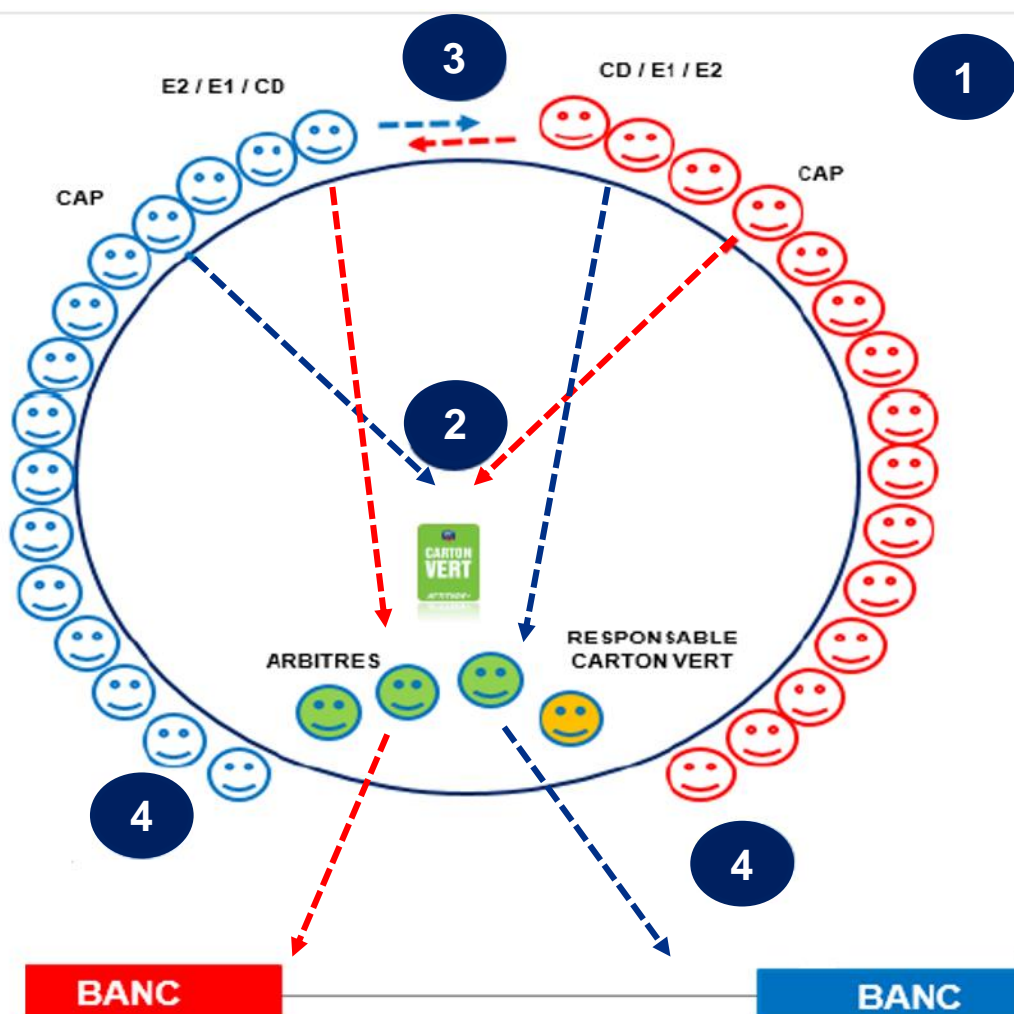 3
1
E2 / E1 / CD
CD / E1 / E2
CAP
CAP
2
CARTON
VERT
ARBITRES
RESPONSABLE
CARTON VERT
4
4
BANC
BANC